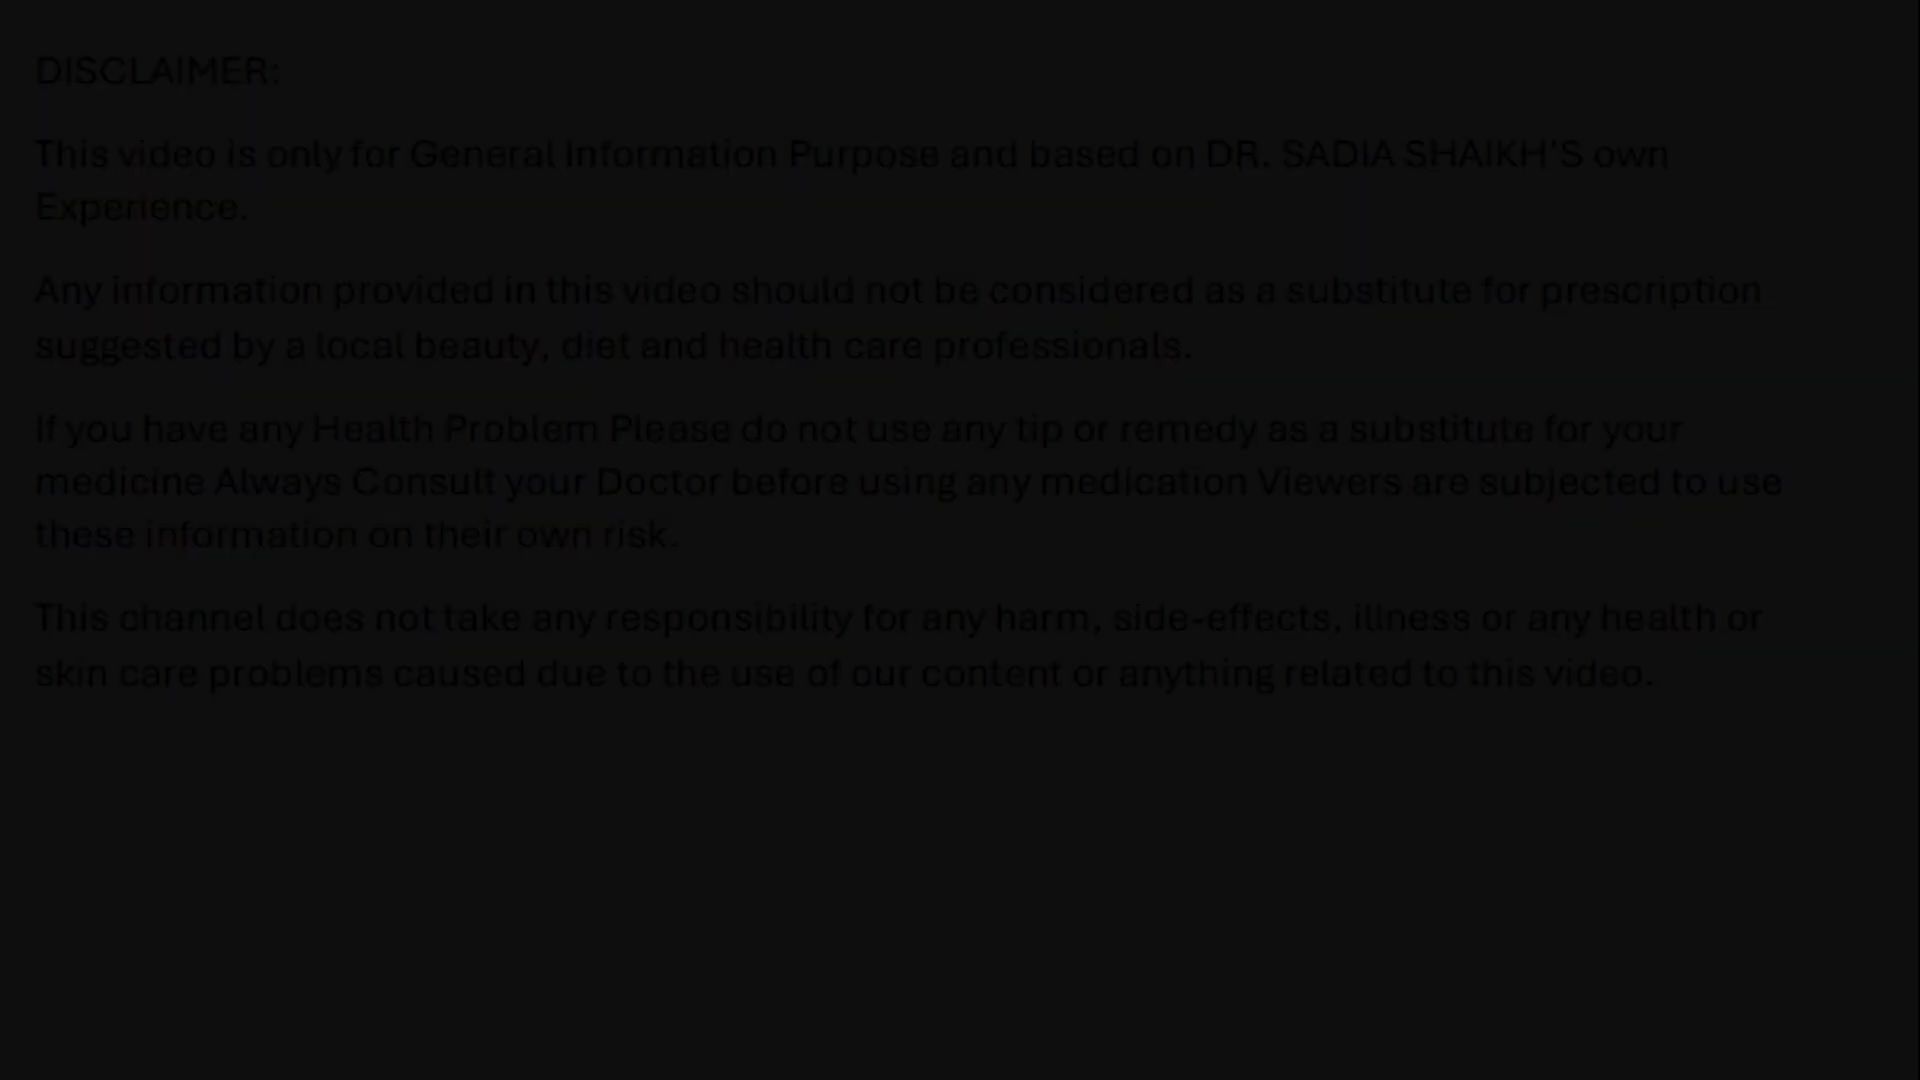 DISCLAIMER:
This video is only for General Information Purpose and based on DR. SADIA SHAIKH'S own
Experience.
Any information provided in this video should not be considered as a substitute for prescription
suggested by a local beauty, diet and health care professionals.
If you have any Health Problem Please do not use any tip or remedy as a substitute for your
medicine Always Consult your Doctor before using any medication Viewers are subjected to use
these information on their own risk.
This channel does not take any responsibility for any harm, side-effects, illness or any health or
skin care problems caused due to the use of our content or anything related to this video.